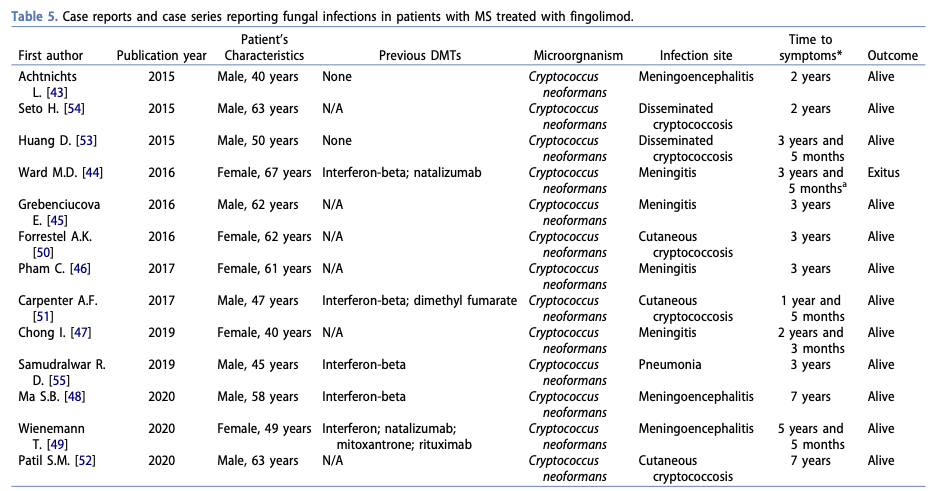 Table 5. Case reports and case series reporting fungal infections in patients with MS treated with fingolimod.
First author Publication year Patient's Characteristics Previous DMTs Microorgnanism Infection site Time to symptoms* Outcome
Achtnichts L. [43] 2015 Male, 40 years None Cryptococcus neoformans Meningoencephalitis 2 years Alive
Seto H. [54] 2015 Male, 63 years N/A Cryptococcus neoformans Disseminated cryptococcosis 2 years Alive
Huang D. [53] 2015 Male, 50 years None Cryptococcus neoformans Disseminated cryptococcosis 3 years and 5 months Alive
Ward M.D. [44] 2016 Female, 67 years Interferon-beta; natalizumab Cryptococcus neoformans Meningitis 3 years and 5 monthsa Exitus
Grebenciucova E. [45] 2016 Male, 62 years N/A Cryptococcus neoformans Meningitis 3 years Alive
Forrestel A.K. [50] 2016 Female, 62 years N/A Cryptococcus neoformans Cutaneous cryptococcosis 3 years Alive
Pham C. [46] 2017 Female, 61 years N/A Cryptococcus neoformans Meningitis 3 years Alive
Carpenter A.F. [51] 2017 Male, 47 years Interferon-beta; dimethyl fumarate Cryptococcus neoformans Cutaneous cryptococcosis 1 year and 5 months Alive
Chong I. [47] 2019 Female, 40 years N/A Cryptococcus neoformans Meningitis 2 years and 3 months Alive
Samudralwar R. D. [55] 2019 Male, 45 years Interferon-beta Cryptococcus neoformans Pneumonia 3 years Alive
Ma S.B. [48] 2020 Male, 58 years Interferon-beta Cryptococcus neoformans Meningoencephalitis 7 years Alive
Wienemann T. [49] 2020 Female, 49 years Interferon; natalizumab; mitoxantrone; rituximab Cryptococcus neoformans Meningoencephalitis 5 years and 5 months Alive
Patil S.M. [52] 2020 Male, 63 years N/A Cryptococcus neoformans Cutaneous cryptococcosis 7 years Alive